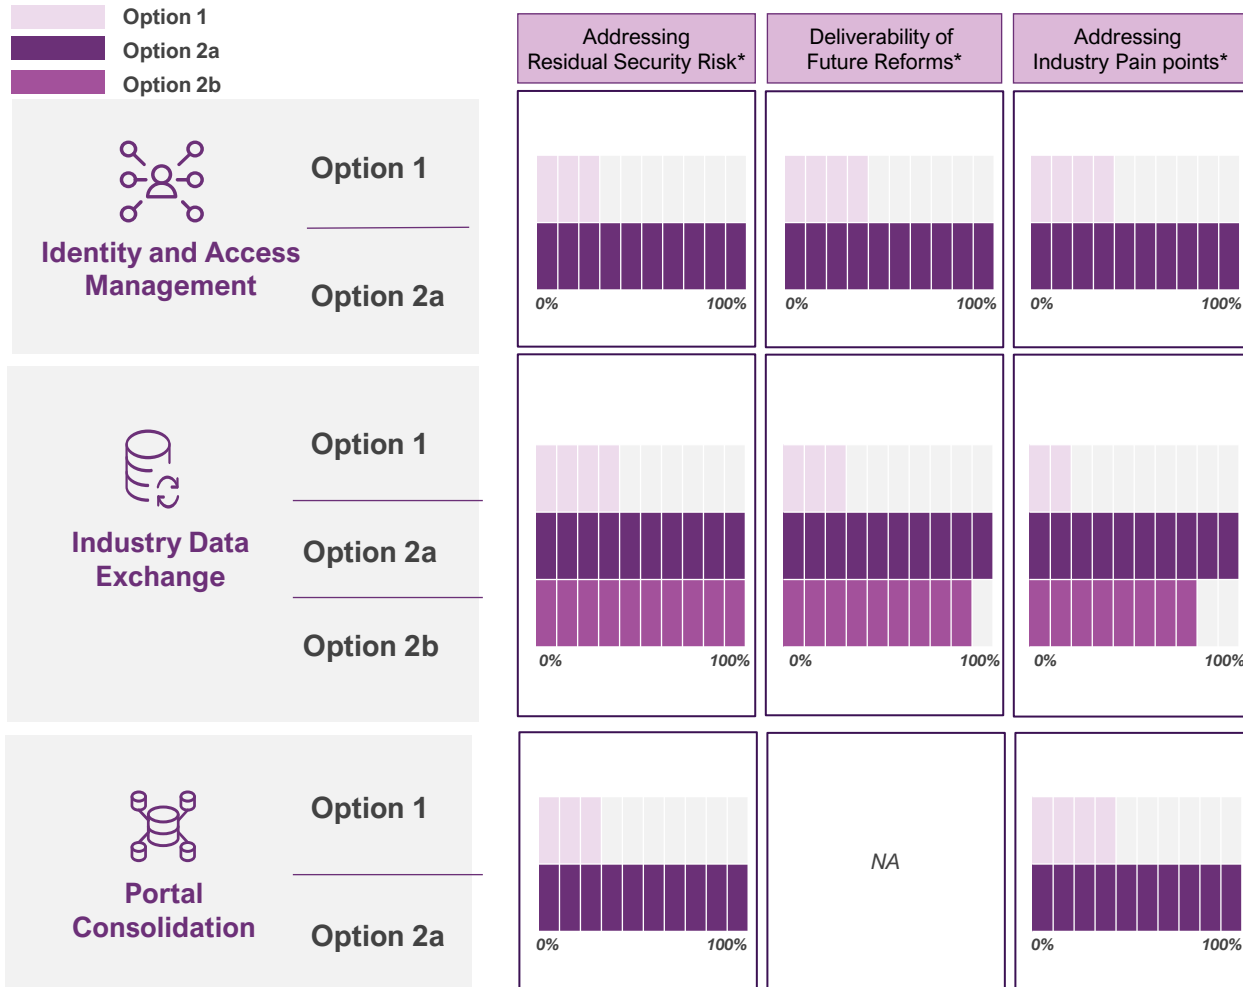 Option 1
Option 2a
Option 2b
Addressing
Residual Security Risk*
Deliverability of
Future Reforms*
Addressing
Industry Pain points*
Identity and Access
Management
Option 1
Option 2a
0% 100%
0% 100%
0% 100%
Industry Data
Exchange
Option 1
Option 2a
Option 2b
0% 100%
0% 100%
0% 100%
Portal
Consolidation
Option 1
Option 2a
0% 100%
NA
0% 100%